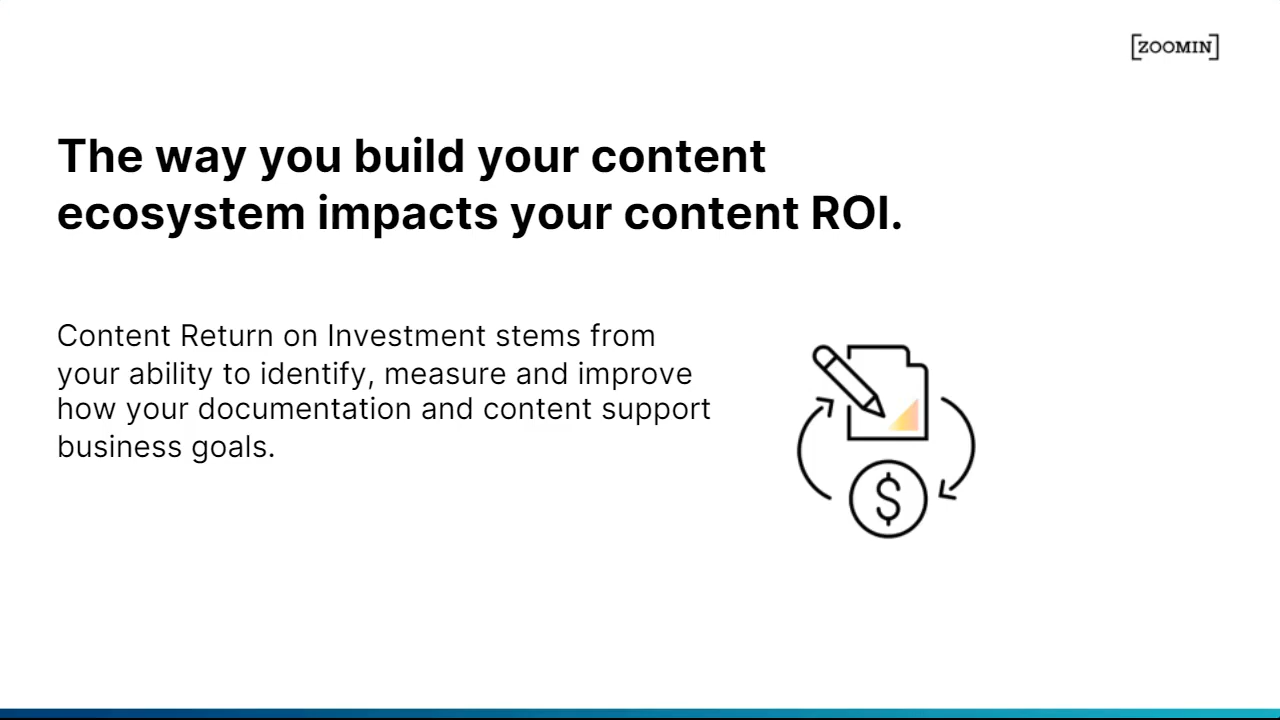 [ZOOMIN]
The way you build your content
ecosystem impacts your content ROI.
Content Return on Investment stems from
your ability to identify, measure and improve
how your documentation and content support
business goals.
$